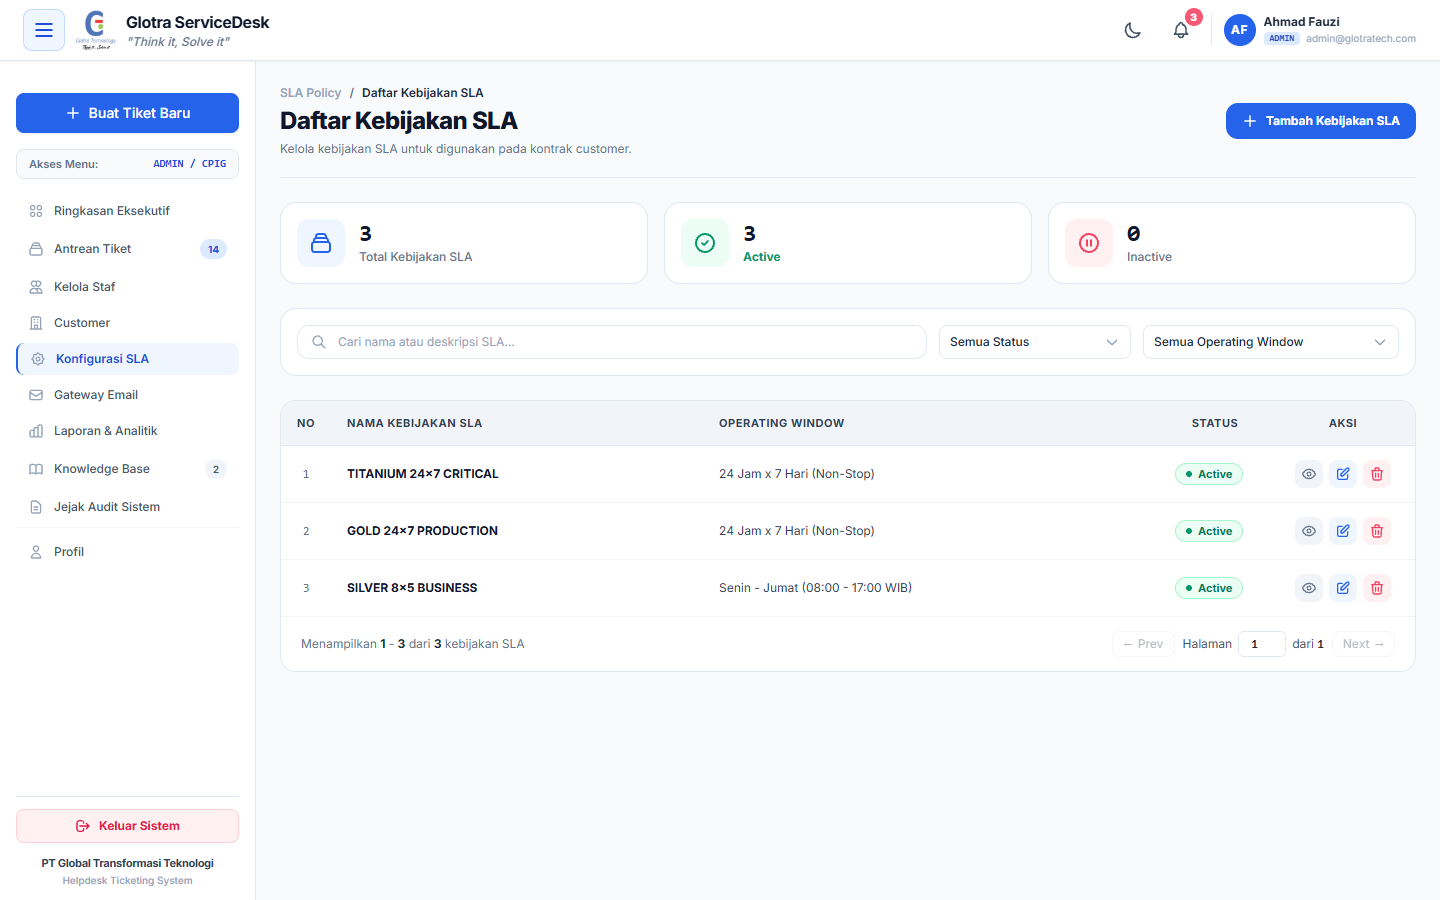 Glotra ServiceDesk
"Think it, Solve it"
3
AF
Ahmad Fauzi
ADMIN admin@glotratech.com
Buat Tiket Baru
Akses Menu: ADMIN / CPIG
Ringkasan Eksekutif
Antrean Tiket 14
Kelola Staf
Customer
Konfigurasi SLA
Gateway Email
Laporan & Analitik
Knowledge Base 2
Jejak Audit Sistem
Profil
Keluar Sistem
PT Global Transformasi Teknologi
Helpdesk Ticketing System
SLA Policy / Daftar Kebijakan SLA
Daftar Kebijakan SLA
Kelola kebijakan SLA untuk digunakan pada kontrak customer.
Tambah Kebijakan SLA
3
Total Kebijakan SLA
3
Active
0
Inactive
Cari nama atau deskripsi SLA...
Semua Status
Semua Operating Window
NO NAMA KEBIJAKAN SLA OPERATING WINDOW STATUS AKSI
1 TITANIUM 24×7 CRITICAL 24 Jam x 7 Hari (Non-Stop) Active
2 GOLD 24×7 PRODUCTION 24 Jam x 7 Hari (Non-Stop) Active
3 SILVER 8×5 BUSINESS Senin - Jumat (08:00 - 17:00 WIB) Active
Menampilkan 1 - 3 dari 3 kebijakan SLA
← Prev Halaman 1 dari 1 Next →